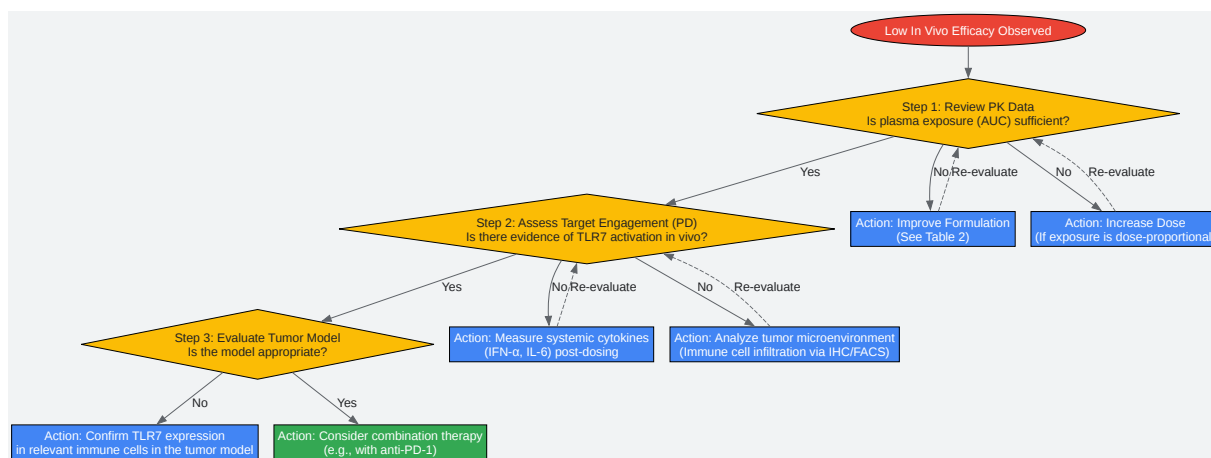 Low In Vivo Efficacy Observed
Step 1: Review PK Data
Is plasma exposure (AUC) sufficient?
Yes
No
Re-evaluate
No
Re-evaluate
Action: Improve Formulation
(See Table 2)
Action: Increase Dose
(If exposure is dose-proportional
Step 2: Assess Target Engagement (PD)
Is there evidence of TLR7 activation in vivo?
Yes
No
Re-evaluate
No
Re-evaluate
Action: Measure systemic cytokines
(IFN-α, IL-6) post-dosing
Action: Analyze tumor microenvironment
(Immune cell infiltration via IHC/FACS)
Step 3: Evaluate Tumor Model
Is the model appropriate?
No
Yes
Action: Confirm TLR7 expression
in relevant immune cells in the tumor model
Action: Consider combination therapy
(e.g., with anti-PD-1)